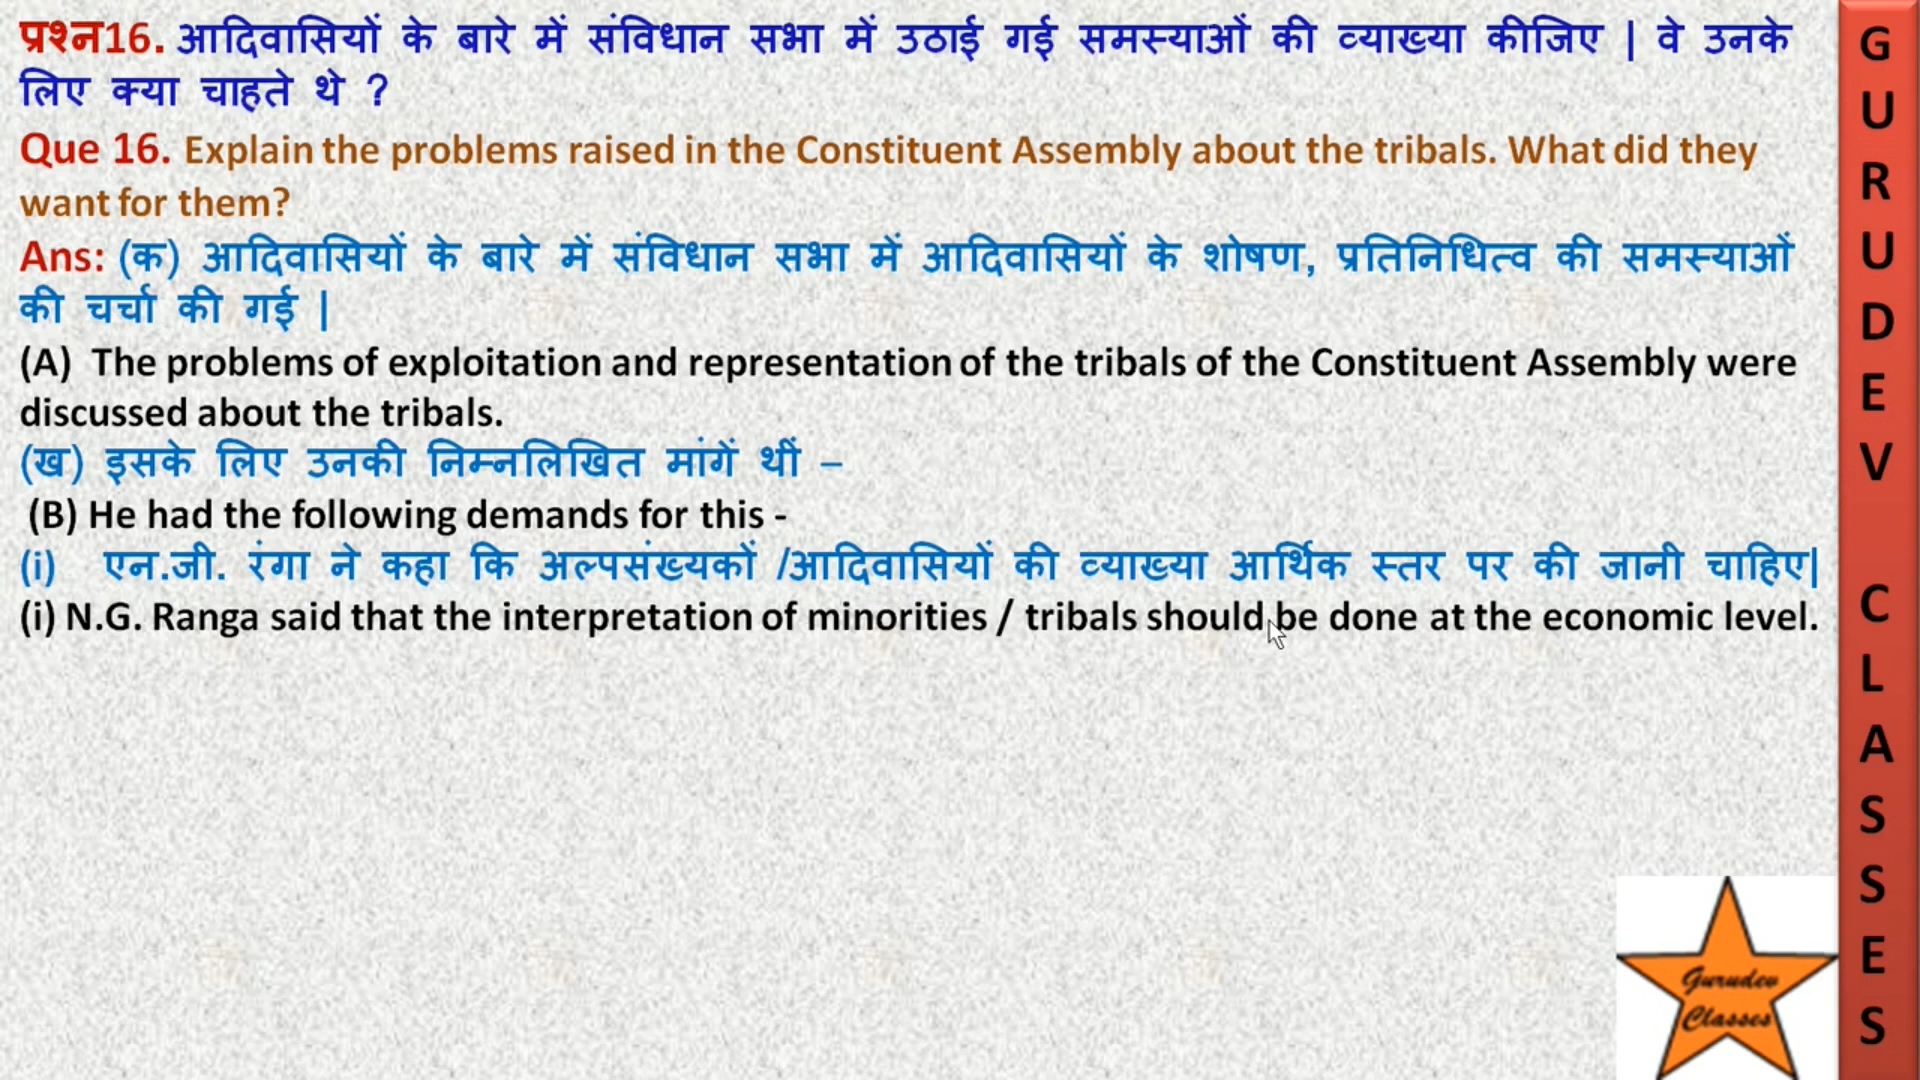 प्रश्न16. आदिवासियों के बारे में संविधान सभा में उठाई गई समस्याओं की व्याख्या कीजिए | वे उनके
लिए क्या चाहते थे ?
Que 16. Explain the problems raised in the Constituent Assembly about the tribals. What did they
want for them?
Ans: (क) आदिवासियों के बारे में संविधान सभा में आदिवासियों के शोषण, प्रतिनिधित्व की समस्याओं
की चर्चा की गई |
(A) The problems of exploitation and representation of the tribals of the Constituent Assembly were
discussed about the tribals.
(ख) इसके लिए उनकी निम्नलिखित मांगें थीं –
(B) He had the following demands for this -
(i) एन.जी. रंगा ने कहा कि अल्पसंख्यकों /आदिवासियों की व्याख्या आर्थिक स्तर पर की जानी चाहिए|
(i) N.G. Ranga said that the interpretation of minorities / tribals should be done at the economic level.
GURUDEV CLASSES
Gurudev
Classes